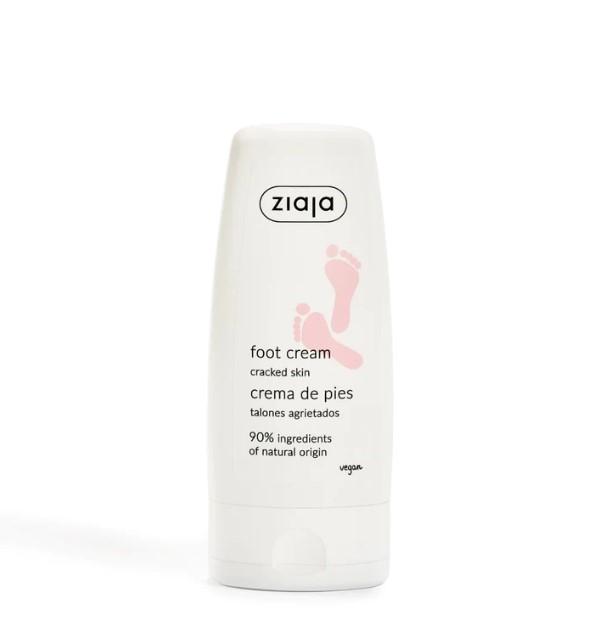 ziaja
foot cream
cracked skin
crema de pies
talones agrietados
90% ingredients
of natural origin
vegan